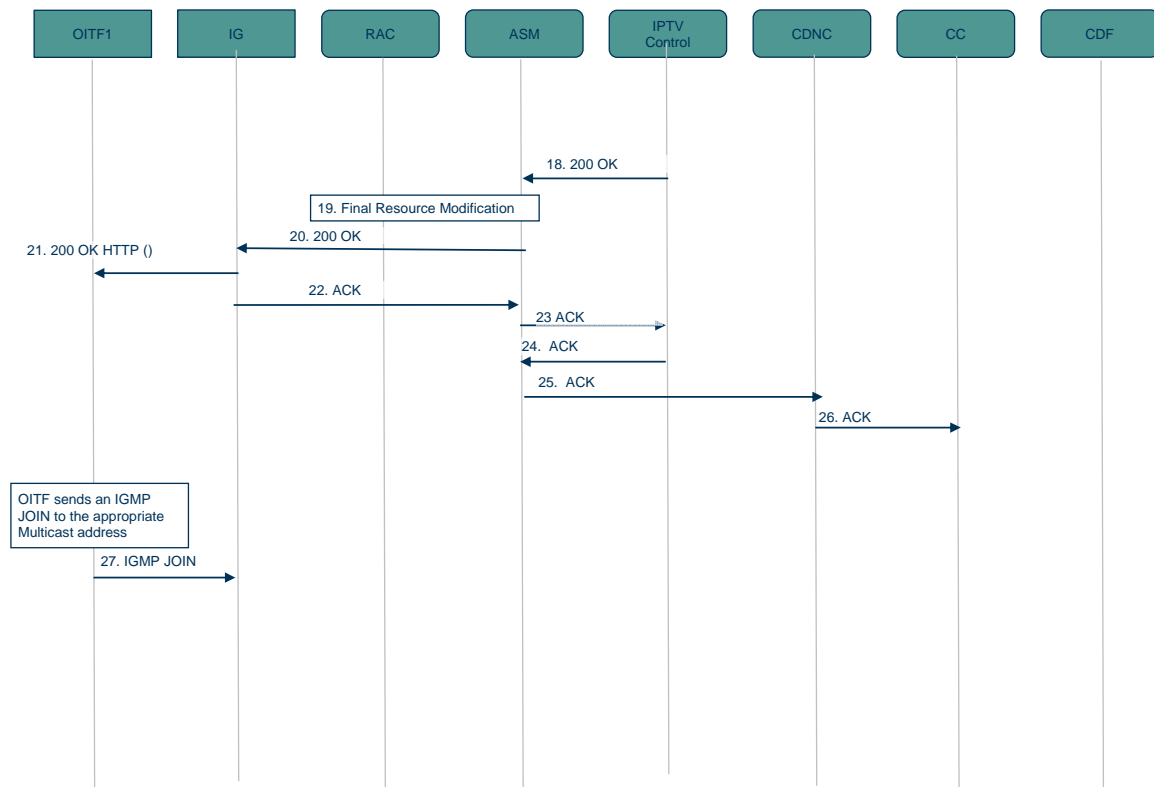 OITF1
IG
RAC
ASM
IPTV
Control
CDNC
CC
CDF
18. 200 OK
19. Final Resource Modification
20. 200 OK
21. 200 OK HTTP ()
22. ACK
23 ACK
24. ACK
25. ACK
26. ACK
OITF sends an IGMP
JOIN to the appropriate
Multicast address
27. IGMP JOIN